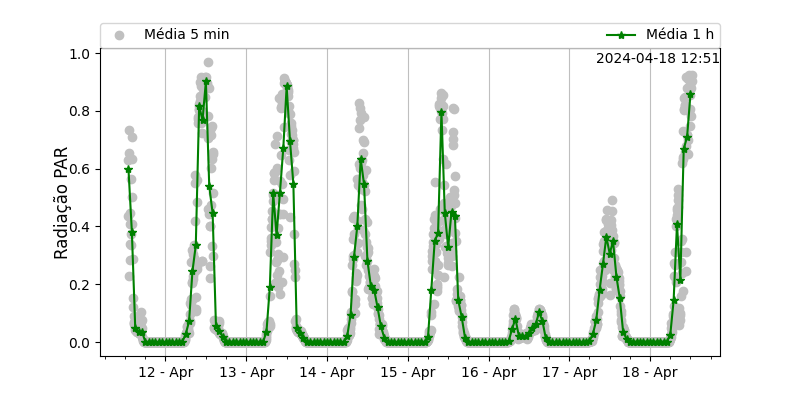 Média 5 min
Média 1 h
2024-04-18 12:51
Radiação PAR
1.0
0.8
0.6
0.4
0.2
0.0
12 - Apr
13 - Apr
14 - Apr
15 - Apr
16 - Apr
17 - Apr
18 - Apr